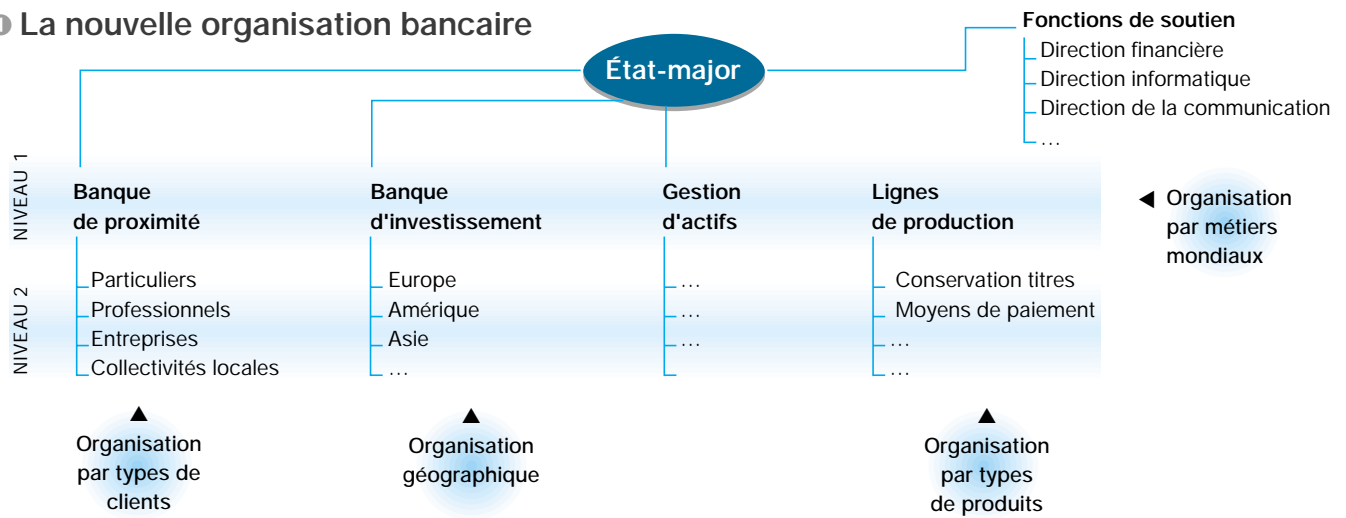 ❶ La nouvelle organisation bancaire
État-major
Fonctions de soutien
Direction financière
Direction informatique
Direction de la communication
…
NIVEAU 1
Banque
de proximité
Banque
d'investissement
Gestion
d'actifs
Lignes
de production
◀ Organisation
par métiers
mondiaux
NIVEAU 2
Particuliers
Professionnels
Entreprises
Collectivités locales
Europe
Amérique
Asie
…
…
…
…
Conservation titres
Moyens de paiement
…
…
▲
Organisation
par types de
clients
▲
Organisation
géographique
▲
Organisation
par types
de produits